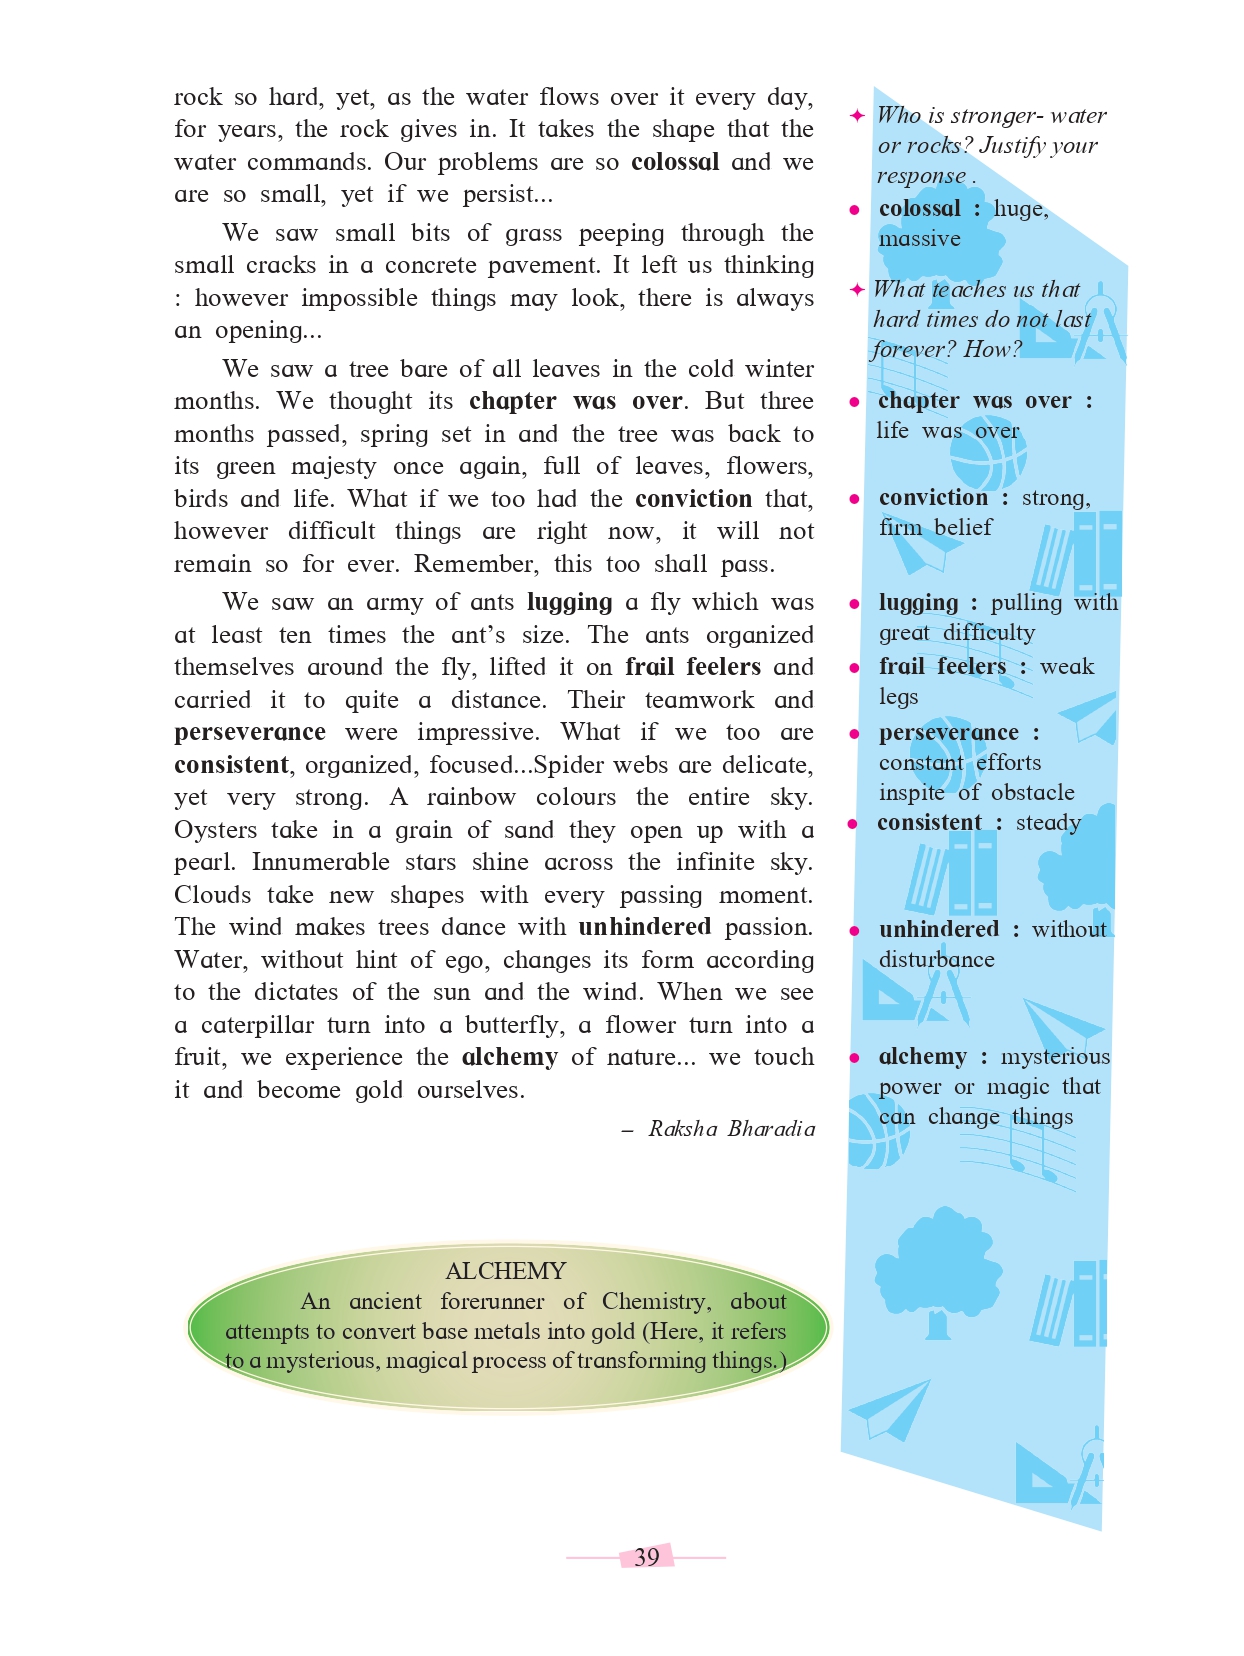 rock so hard, yet, as the water flows over it every day,
for years, the rock gives in. It takes the shape that the
water commands. Our problems are so colossal and we
are so small, yet if we persist...
We saw small bits of grass peeping through the
small cracks in a concrete pavement. It left us thinking
: however impossible things may look, there is always
an opening...
We saw a tree bare of all leaves in the cold winter
months. We thought its chapter was over. But three
months passed, spring set in and the tree was back to
its green majesty once again, full of leaves, flowers,
birds and life. What if we too had the conviction that,
however difficult things are right now, it will not
remain so for ever. Remember, this too shall pass.
We saw an army of ants lugging a fly which was
at least ten times the ant's size. The ants organized
themselves around the fly, lifted it on frail feelers and
carried it to quite a distance. Their teamwork and
perseverance were impressive. What if we too are
consistent, organized, focused...Spider webs are delicate,
yet very strong. A rainbow colours the entire sky.
Oysters take in a grain of sand they open up with a
pearl. Innumerable stars shine across the infinite sky.
Clouds take new shapes with every passing moment.
The wind makes trees dance with unhindered passion.
Water, without hint of ego, changes its form according
to the dictates of the sun and the wind. When we see
a caterpillar turn into a butterfly, a flower turn into a
fruit, we experience the alchemy of nature... we touch
it and become gold ourselves.
– Raksha Bharadia
✦ Who is stronger- water
or rocks? Justify your
response .
• colossal : huge,
massive
✦ What teaches us that
hard times do not last
forever? How?
• chapter was over :
life was over
• conviction : strong,
firm belief
• lugging : pulling with
great difficulty
• frail feelers : weak
legs
• perseverance :
constant efforts
inspite of obstacle
• consistent : steady
• unhindered : without
disturbance
• alchemy : mysterious
power or magic that
can change things
ALCHEMY
An ancient forerunner of Chemistry, about
attempts to convert base metals into gold (Here, it refers
to a mysterious, magical process of transforming things.)
39